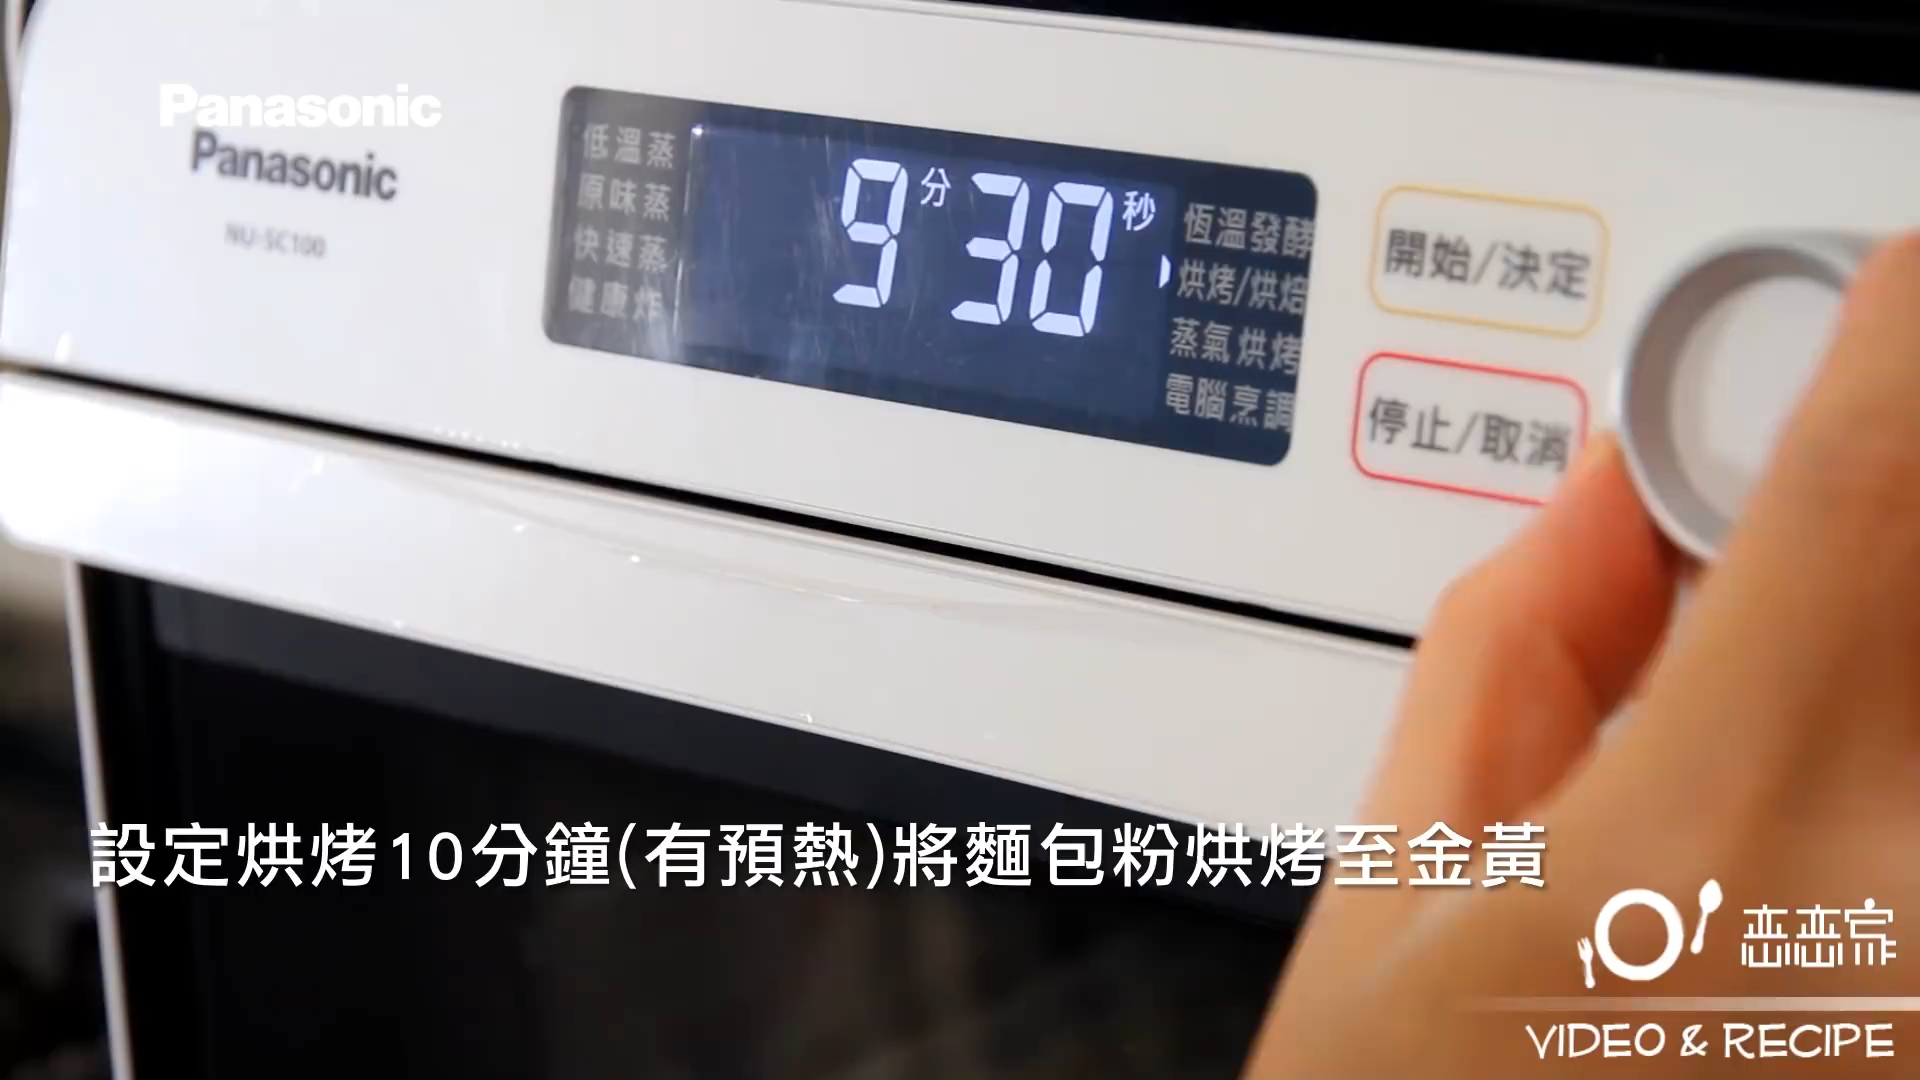 Panasonic
Panasonic
NU-SC100
低溫蒸
原味蒸
快速蒸
健康炸
9分30秒
恆溫發酵
烘烤/烘焙
蒸氣烘烤
電腦烹調
開始/決定
停止/取消
設定烘烤10分鐘(有預熱)將麵包粉烘烤至金黃
巒巒家
VIDEO & RECIPE